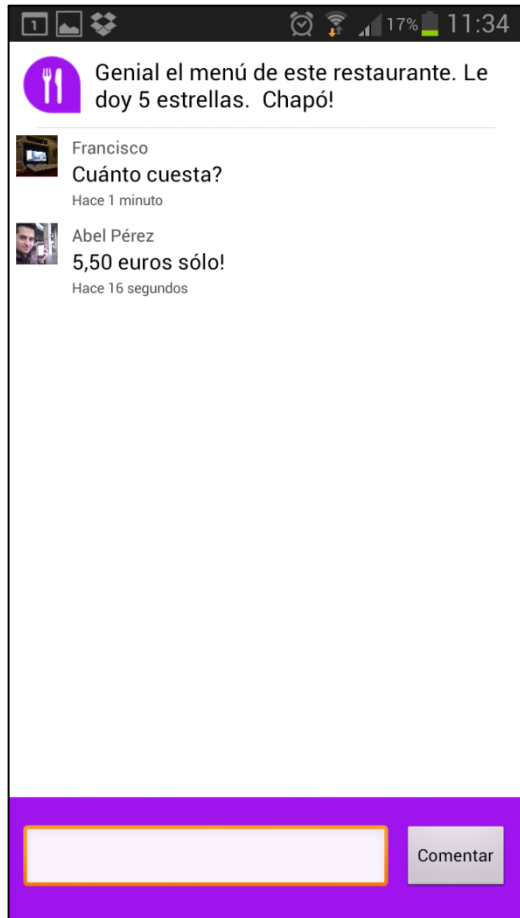 1
17%
11:34
Genial el menú de este restaurante. Le
doy 5 estrellas. Chapó!
Francisco
Cuánto cuesta?
Hace 1 minuto
Abel Pérez
5,50 euros sólo!
Hace 16 segundos
Comentar